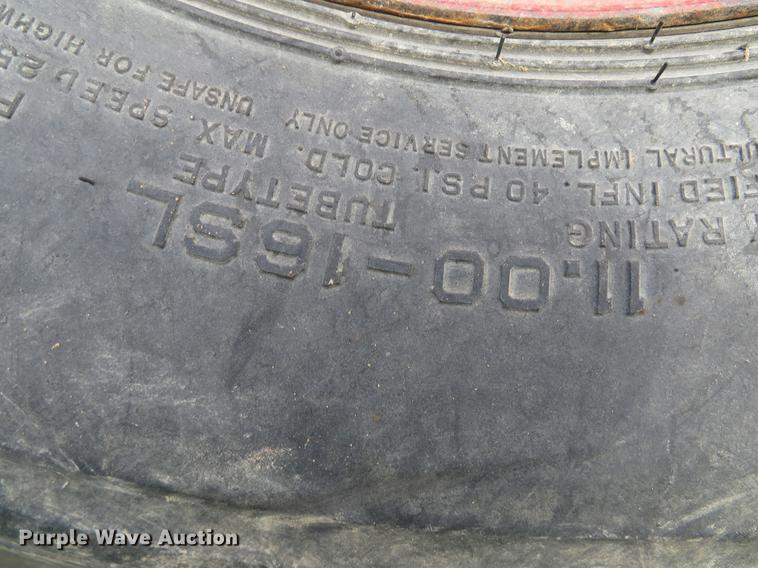 11.00-16SL
RATING TUBETYPE
FIED INFL. 40 P.S.I. COLD. MAX. SPEED 25
ULTURAL IMPLEMENT SERVICE ONLY UNSAFE FOR HIGHW
Purple Wave Auction